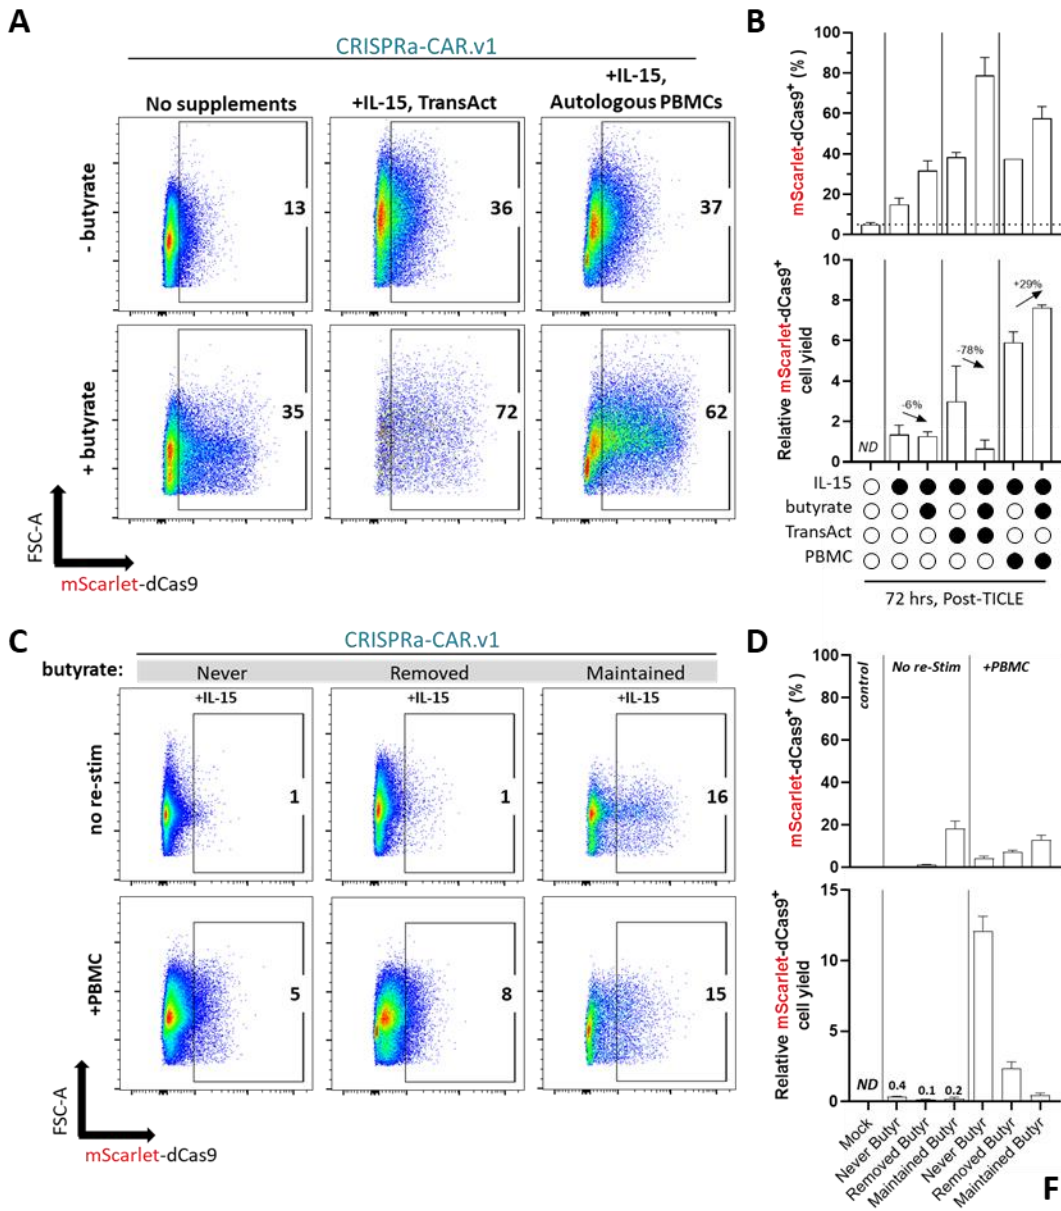 A
CRISPRa-CAR.v1
No supplements
+IL-15, TransAct
+IL-15,
Autologous PBMCs
- butyrate
13
36
37
+ butyrate
35
72
62
FSC-A
mScarlet-dCas9
B
mScarlet-dCas9+ (%)
100
80
60
40
20
0
Relative mScarlet-dCas9+
cell yield
10
8
6
4
2
0
ND
-6%
-78%
+29%
IL-15
butyrate
TransAct
PBMC
72 hrs, Post-TICLE
C
CRISPRa-CAR.v1
butyrate:
Never
Removed
Maintained
+IL-15
+IL-15
+IL-15
no re-stim
1
1
16
+PBMC
5
8
15
FSC-A
mScarlet-dCas9
D
mScarlet-dCas9+ (%)
100
80
60
40
20
0
control
No re-Stim
+PBMC
Relative mScarlet-dCas9+
cell yield
15
10
5
0
ND
0.4
0.1
0.2
Mock
Never Butyr
Removed Butyr
Maintained Butyr
Never Butyr
Removed Butyr
Maintained Butyr
F